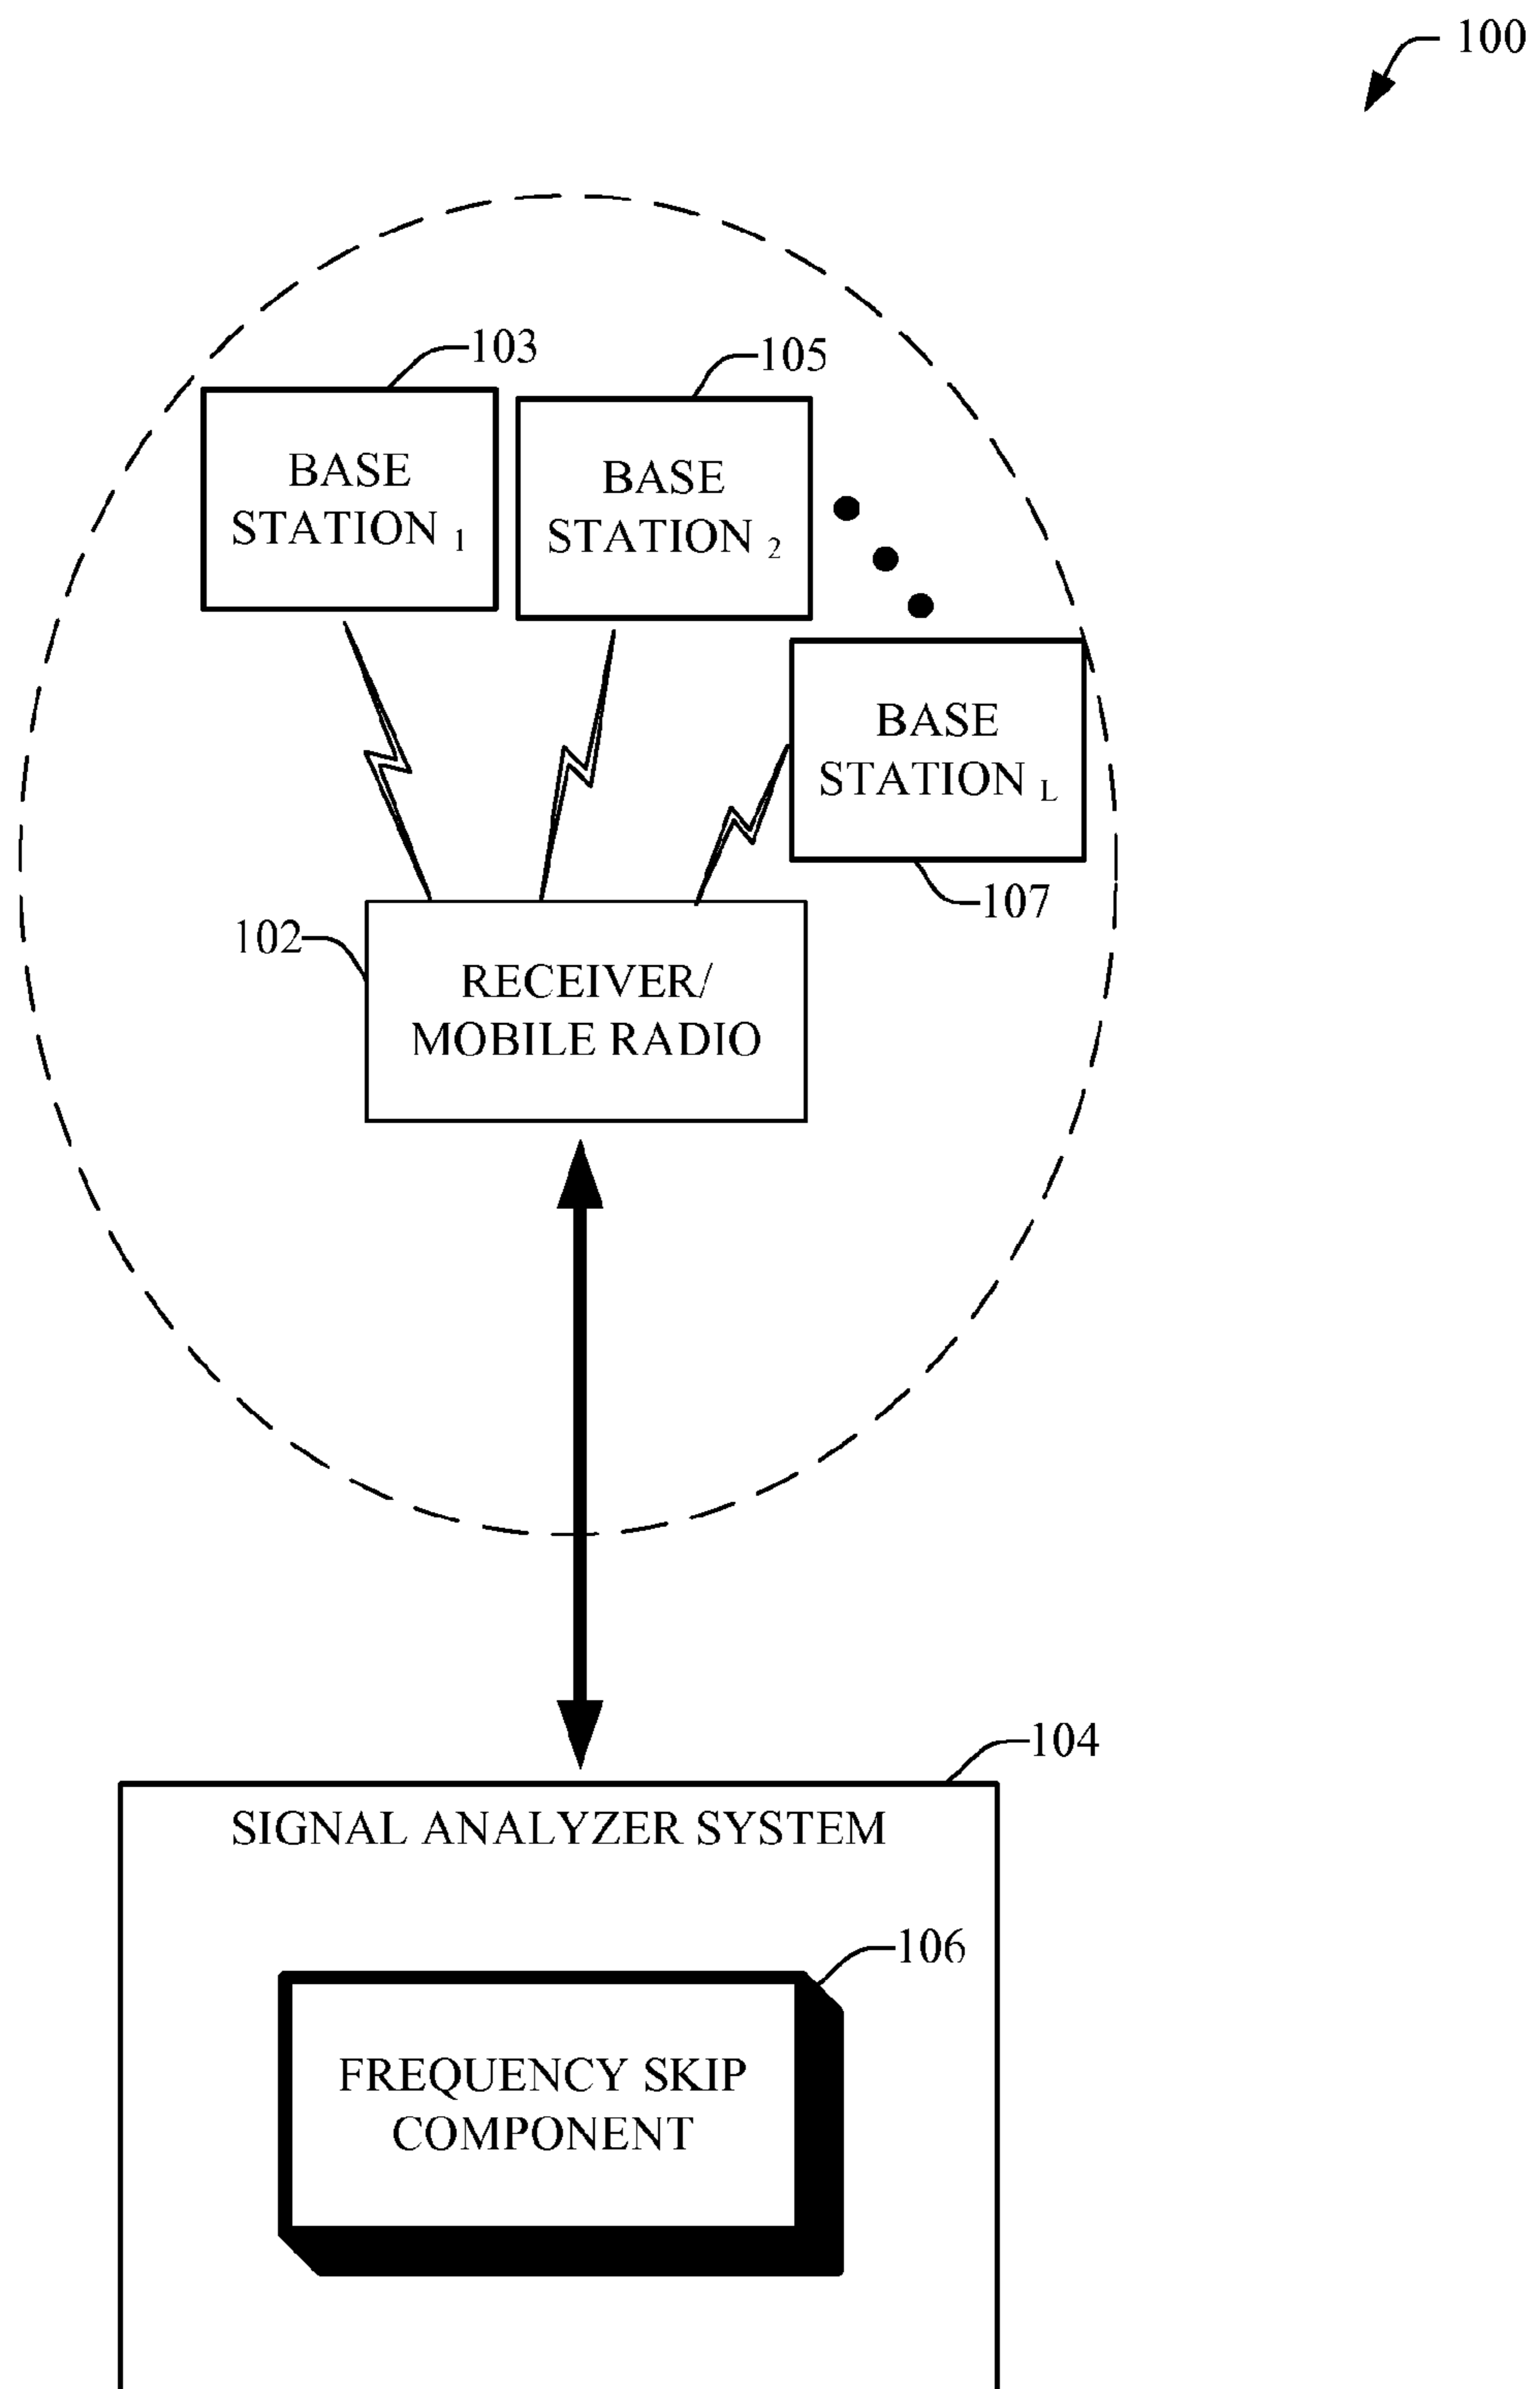 100
103
105
BASE
STATION 1
BASE
STATION 2
BASE
STATION L
107
102
RECEIVER/
MOBILE RADIO
104
SIGNAL ANALYZER SYSTEM
106
FREQUENCY SKIP
COMPONENT